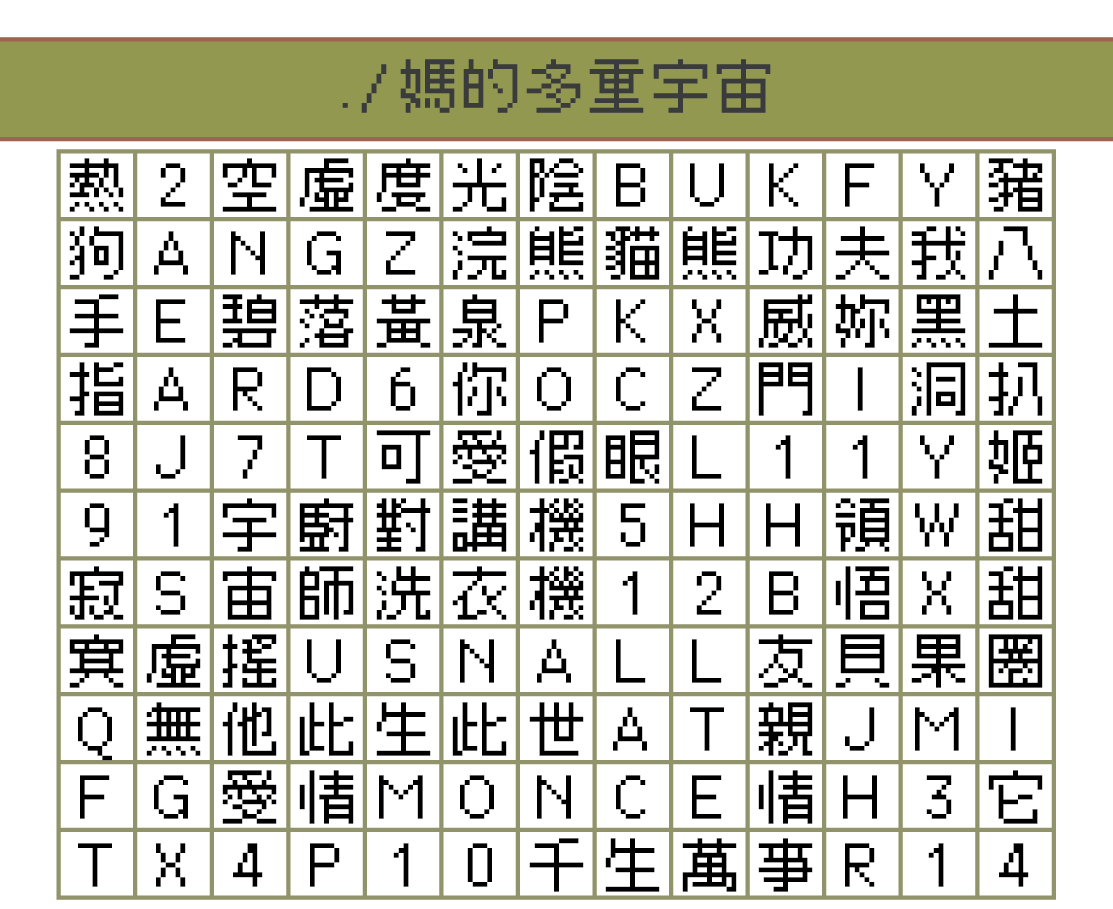 ./媽的多重宇宙
熱 2 空 虛 度 光 陰 B U K F Y 豬
狗 A N G Z 浣 熊 貓 熊 功 夫 我 八
手 E 碧 落 黃 泉 P K X 威 妳 黑 土
指 A R D 6 你 O C Z 門 I 洞 扒
8 J 7 T 可 愛 假 眼 L 1 1 Y 姬
9 1 宇 廚 對 講 機 5 H H 領 W 甜
寂 S 宙 師 洗 衣 機 1 2 B 悟 X 甜
寞 虛 搖 U S N A L L 友 貝 果 圈
Q 無 他 此 生 此 世 A T 親 J M I
F G 愛 情 M O N C E 情 H 3 它
T X 4 P 1 0 千 生 萬 事 R 1 4